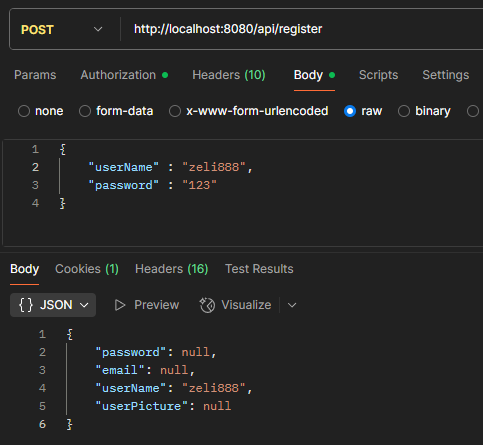 POST http://localhost:8080/api/register
Params Authorization Headers (10) Body Scripts Settings
none form-data x-www-form-urlencoded raw binary
1 {
2 "userName" : "zeli888",
3 "password" : "123"
4 }
Body Cookies (1) Headers (16) Test Results
{} JSON Preview Visualize
1 {
2 "password": null,
3 "email": null,
4 "userName": "zeli888",
5 "userPicture": null
6 }